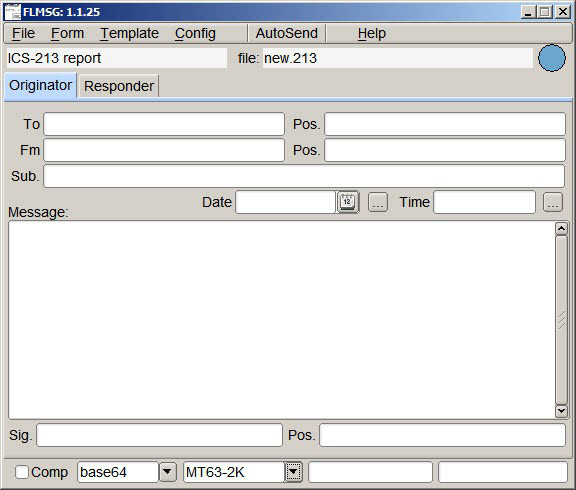 FLMSG: 1.1.25
File Form Template Config AutoSend Help
ICS-213 report file: new.213
Originator Responder
To Pos.
Fm Pos.
Sub.
Date 12 ... Time ...
Message:
Sig. Pos.
Comp base64 MT63-2K